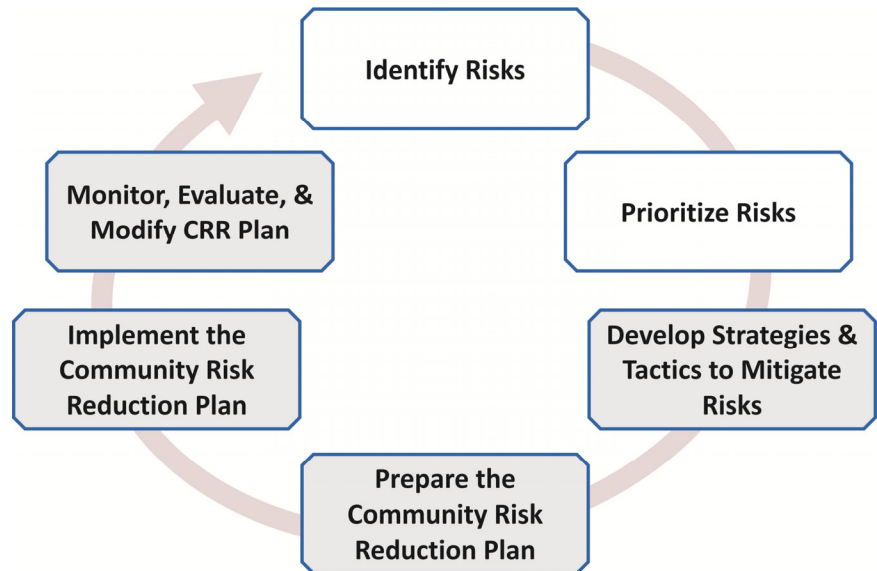 Identify Risks
Prioritize Risks
Develop Strategies &
Tactics to Mitigate
Risks
Prepare the
Community Risk
Reduction Plan
Implement the
Community Risk
Reduction Plan
Monitor, Evaluate, &
Modify CRR Plan